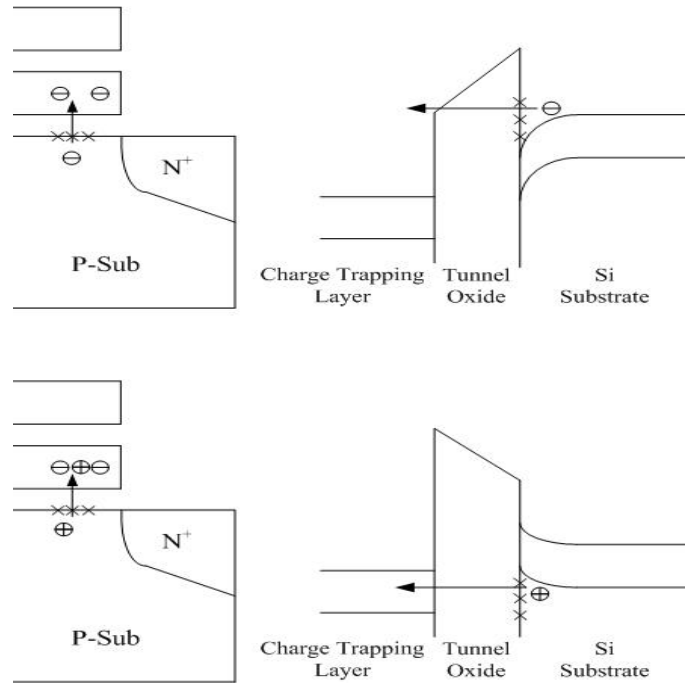 N+
P-Sub
Charge Trapping Tunnel Si
Layer Oxide Substrate
N+
P-Sub
Charge Trapping Tunnel Si
Layer Oxide Substrate